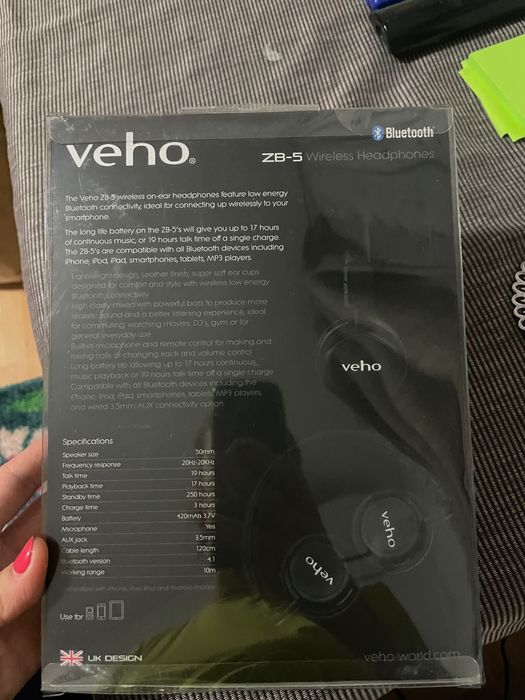 veho®
Bluetooth®
ZB-5 Wireless Headphones
The Veho ZB-5 wireless on-ear headphones feature low energy
Bluetooth connectivity, ideal for connecting up wirelessly to your
smartphone.
The long life battery on the ZB-5's will give you up to 17 hours
of continuous music, or 19 hours talk time off a single charge.
The ZB-5's are compatible with all Bluetooth devices including
iPhone, iPod, iPad, smartphones, tablets, MP3 players
Lightweight design, Leather finish, super soft ear cups
designed for comfort and style with wireless low energy
Bluetooth connectivity
High clarity mixed with powerful bass to produce more
realistic sound and a better listening experience, ideal
for commuting, watching movies, DJ's, gym or for
general everyday use
Built-in microphone and remote control for making and
taking calls or changing track and volume control
Long battery life allowing up to 17 hours continuous
music playback or 19 hours talk time off a single charge
Compatible with all Bluetooth devices including the
iPhone, iPod, iPad, smartphones, tablets, MP3 players,
and wired 3.5mm AUX connectivity option
veho
Specifications
Speaker size 50mm
Frequency response 20Hz-20KHz
Talk time 19 hours
Playback time 17 hours
Standby time 250 hours
Charge time 3 hours
Battery 420mAh 3.7V
Microphone Yes
AUX jack 3.5mm
Cable length 120cm
Bluetooth version 4.1
Working range 10m
Compatible with iPhone, iPod, iPad and Android phones
veho
veho
Use for
UK DESIGN
veho-world.com